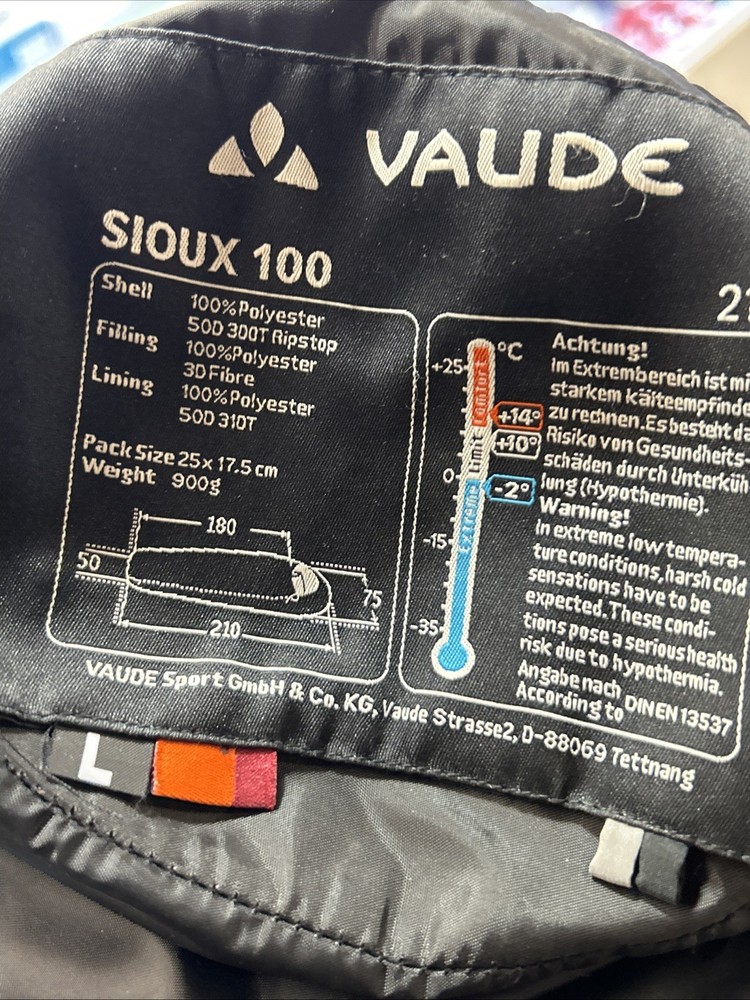 VAUDE
SIOUX 100
Shell 100%Polyester
50D 300T Ripstop
Filling 100%Polyester
3D Fibre
Lining 100%Polyester
50D 310T
Pack Size 25 x 17.5 cm
Weight 900g
180
50
75
210
°C
+25
Comfort
+14°
+10°
Limit
0
-2°
Extreme
-15
-35
Achtung!
Im Extrembereich ist
starkem
zu rechnen. Es besteht
Risiko von Gesundheits-
schäden durch
lung (Hypothermie).
Warning!
In extreme low tempera-
ture conditions, harsh cold
sensations have to be
expected. These condi-
tions pose a serious health
risk due to hypothermia.
Angabe nach
According to DIN EN 13537
VAUDE Sport GmbH & Co. KG, Vaude Strasse2, D-88069 Tettnang
L